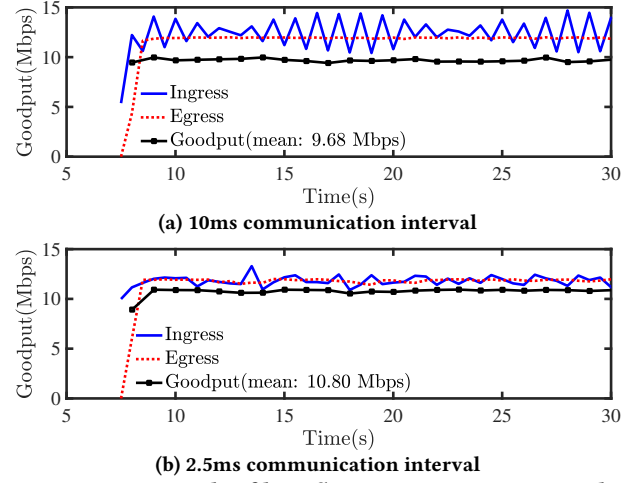 15
10
5
0
Goodput(Mbps)
Ingress
Egress
Goodput(mean: 9.68 Mbps)
5 10 15 20 25 30
Time(s)
(a) 10ms communication interval
15
10
5
0
Goodput(Mbps)
Ingress
Egress
Goodput(mean: 10.80 Mbps)
5 10 15 20 25 30
Time(s)
(b) 2.5ms communication interval